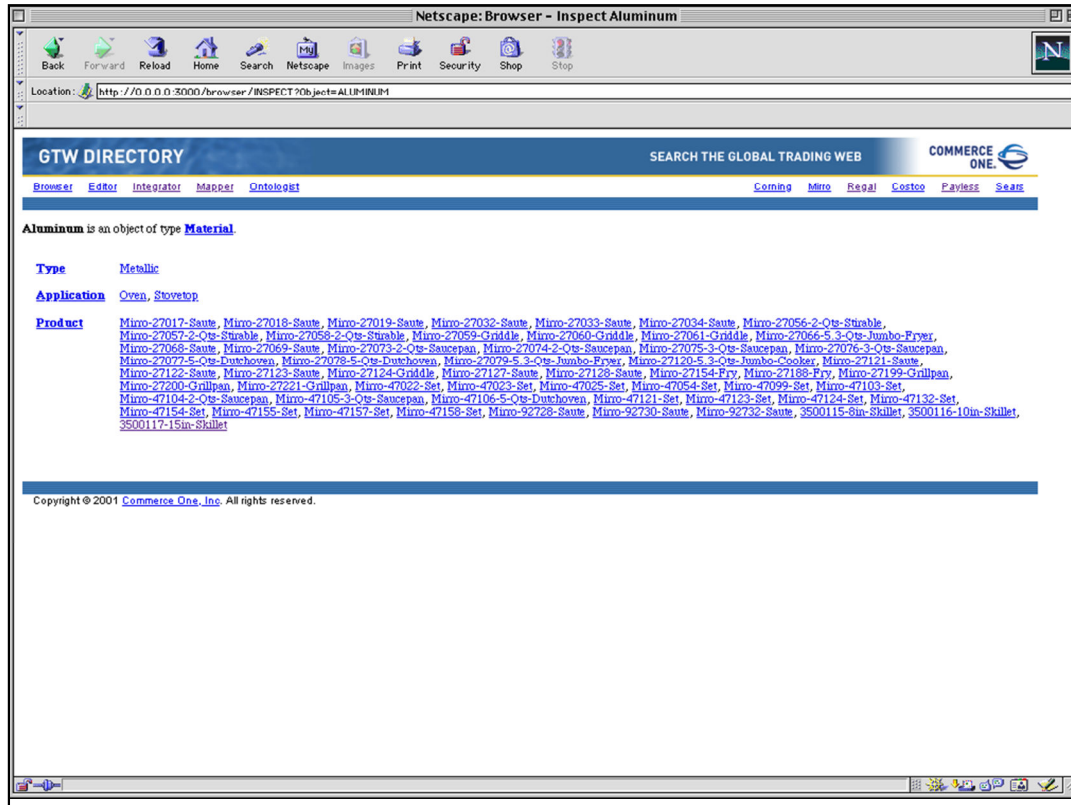 Netscape: Browser - Inspect Aluminum
Back Forward Reload Home Search Netscape Images Print Security Shop Stop
My
N
Location: http://0.0.0.0:3000/browser/INSPECT?Object=ALUMINUM
GTW DIRECTORY SEARCH THE GLOBAL TRADING WEB COMMERCE ONE.
Browser Editor Integrator Mapper Ontologist Corning Mirro Regal Costco Payless Sears
Aluminum is an object of type Material.
Type Metallic
Application Oven, Stovetop
Product Mirro-27017-Saute, Mirro-27018-Saute, Mirro-27019-Saute, Mirro-27032-Saute, Mirro-27033-Saute, Mirro-27034-Saute, Mirro-27056-2-Qts-Stirable,
Mirro-27057-2-Qts-Stirable, Mirro-27058-2-Qts-Stirable, Mirro-27059-Griddle, Mirro-27060-Griddle, Mirro-27061-Griddle, Mirro-27066-5.3-Qts-Jumbo-Fryer,
Mirro-27068-Saute, Mirro-27069-Saute, Mirro-27073-2-Qts-Saucepan, Mirro-27074-2-Qts-Saucepan, Mirro-27075-3-Qts-Saucepan, Mirro-27076-3-Qts-Saucepan,
Mirro-27077-5-Qts-Dutchoven, Mirro-27078-5-Qts-Dutchoven, Mirro-27079-5.3-Qts-Jumbo-Fryer, Mirro-27120-5.3-Qts-Jumbo-Cooker, Mirro-27121-Saute,
Mirro-27122-Saute, Mirro-27123-Saute, Mirro-27124-Griddle, Mirro-27127-Saute, Mirro-27128-Saute, Mirro-27154-Fry, Mirro-27188-Fry, Mirro-27199-Grillpan,
Mirro-27200-Grillpan, Mirro-27221-Grillpan, Mirro-47022-Set, Mirro-47023-Set, Mirro-47025-Set, Mirro-47054-Set, Mirro-47099-Set, Mirro-47103-Set,
Mirro-47104-2-Qts-Saucepan, Mirro-47105-3-Qts-Saucepan, Mirro-47106-5-Qts-Dutchoven, Mirro-47121-Set, Mirro-47123-Set, Mirro-47124-Set, Mirro-47132-Set,
Mirro-47154-Set, Mirro-47155-Set, Mirro-47157-Set, Mirro-47158-Set, Mirro-92728-Saute, Mirro-92730-Saute, Mirro-92732-Saute, 3500115-8in-Skillet, 3500116-10in-Skillet,
3500117-15in-Skillet
Copyright © 2001 Commerce One, Inc. All rights reserved.